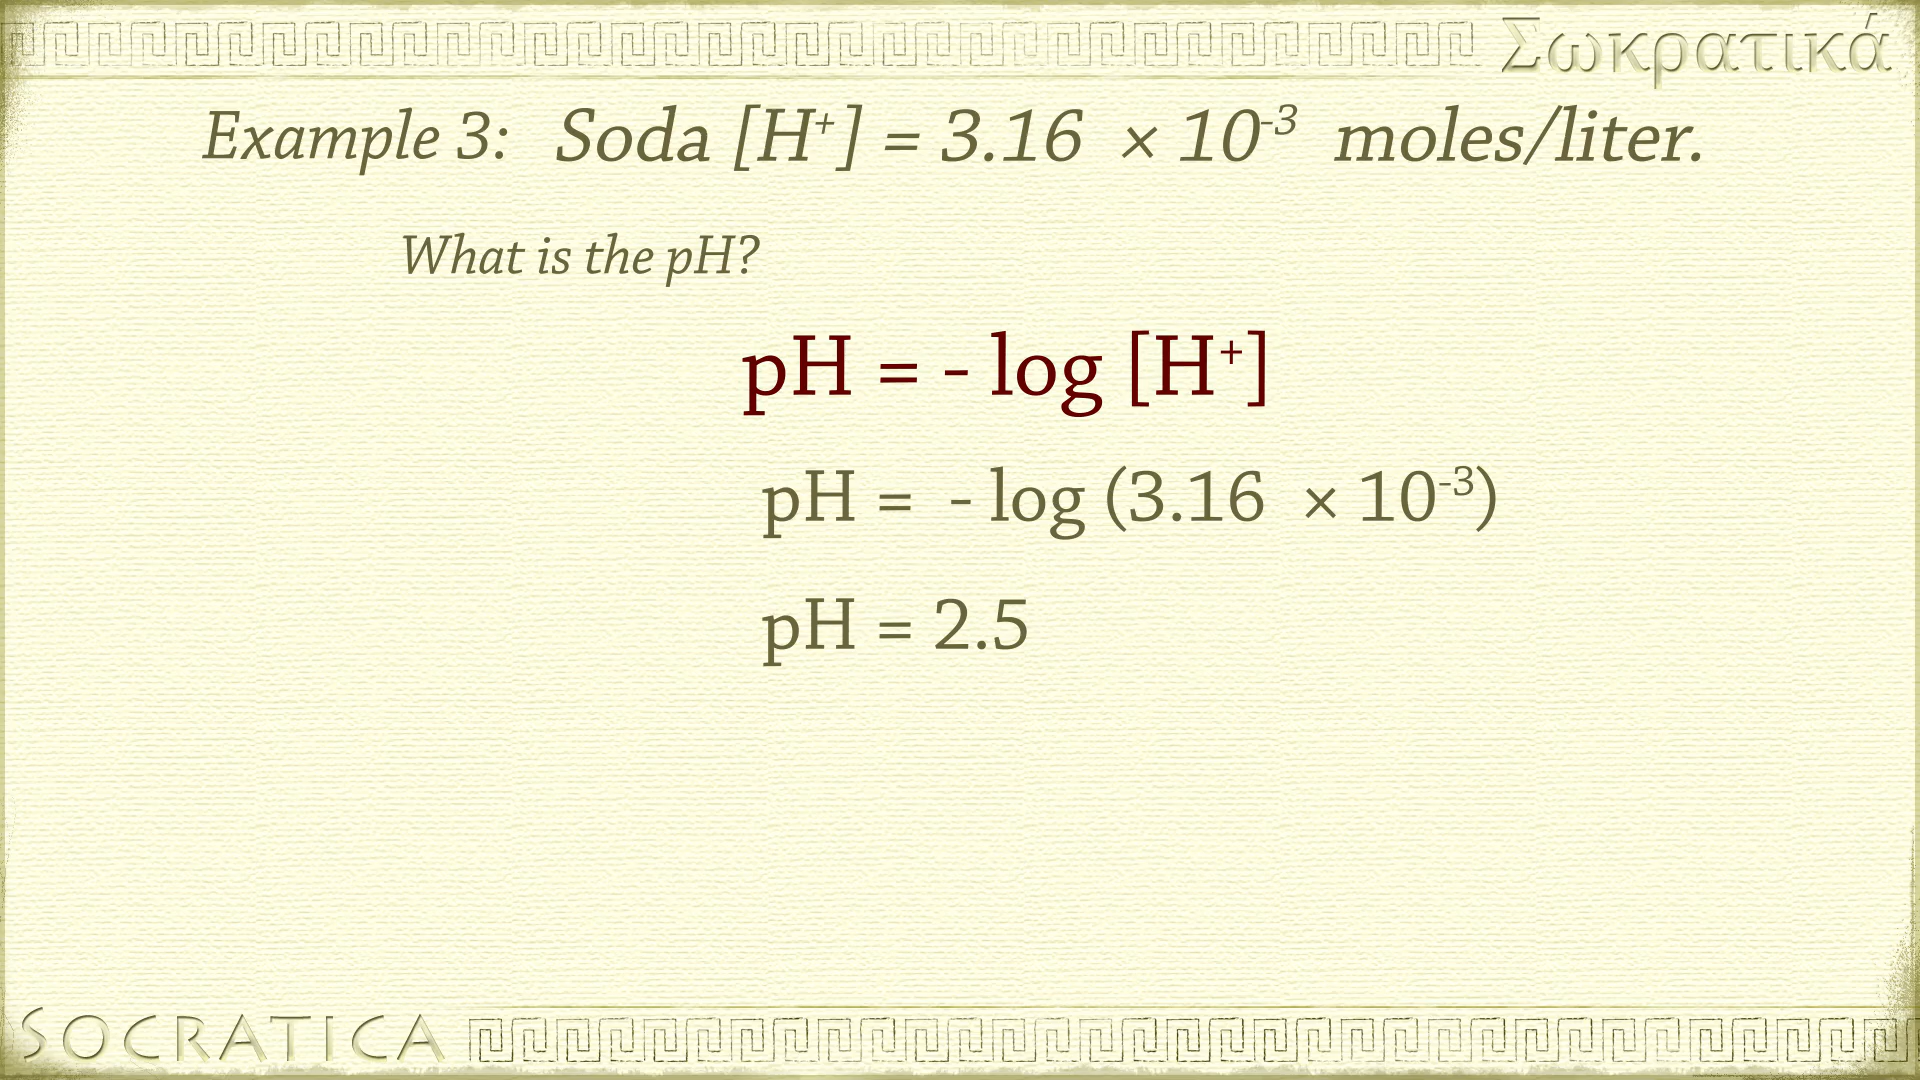 Σωκρατικά
Example 3: Soda [H⁺] = 3.16 × 10⁻³ moles/liter.
What is the pH?
pH = - log [H⁺]
pH = - log (3.16 × 10⁻³)
pH = 2.5
SOCRATICA